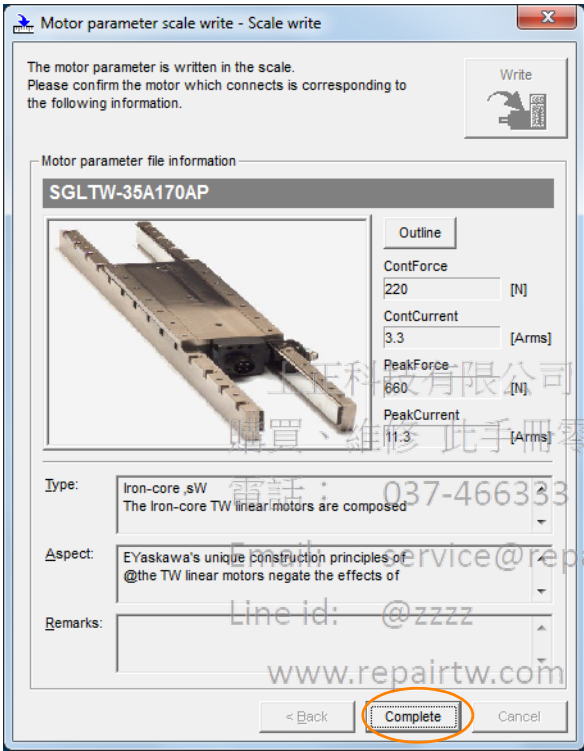 Motor parameter scale write - Scale write
The motor parameter is written in the scale.
Please confirm the motor which connects is corresponding to
the following information.
Write
Motor parameter file information
SGLTW-35A170AP
Outline
ContForce
220 [N]
ContCurrent
3.3 [Arms]
PeakForce
660 [N]
PeakCurrent
11.3 [Arms]
上正科技有限公司
購買、維修 此手冊零
電話: 037-466333
Email: service@repa
Line id: @zzzz
www.repairtw.com
Type:
Iron-core ,sW
The Iron-core TW linear motors are composed
Aspect:
EYaskawa's unique construction principles of
@the TW linear motors negate the effects of
Remarks:
< Back
Complete
Cancel